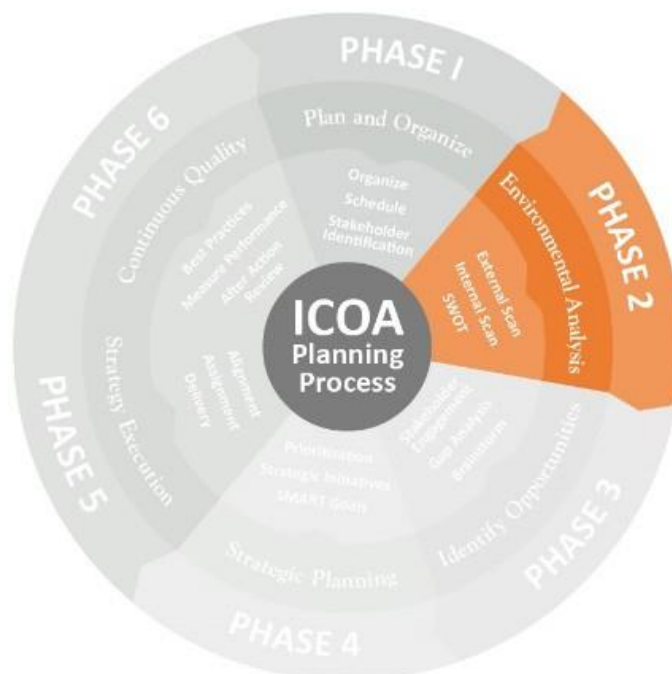 PHASE I
Plan and Organize
Organize
Schedule
Stakeholder
Identification
PHASE 2
Environmental Analysis
External Scan
Internal Scan
SWOT
PHASE 3
Identify Opportunities
Stakeholder
Engagement
Gap Analysis
Brainstorm
PHASE 4
Strategic Planning
Prioritization
Strategic Initiatives
SMART Goals
PHASE 5
Strategy Execution
Alignment
Assignment
Delivery
PHASE 6
Continuous Quality
Best Practices
Measure Performance
After Action
Review
ICOA
Planning
Process